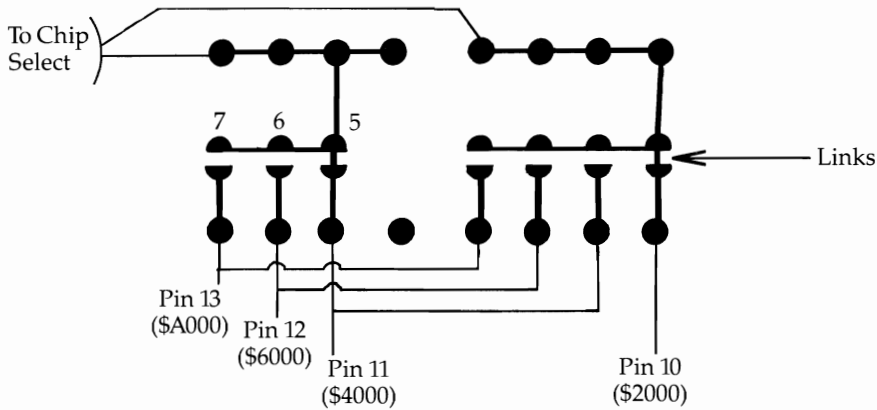 To Chip
Select
7
6
5
Links
Pin 13
($A000)
Pin 12
($6000)
Pin 11
($4000)
Pin 10
($2000)